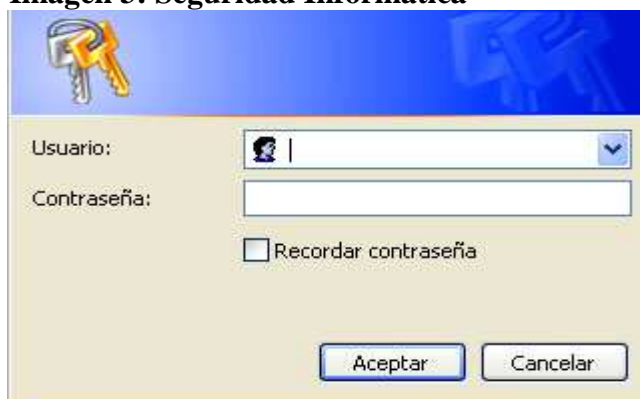 Imagen 3: Seguridad Informática
Usuario:
Contraseña:
Recordar contraseña
Aceptar Cancelar